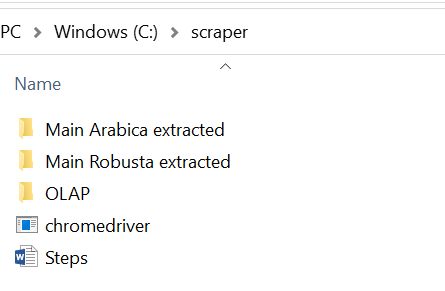 PC > Windows (C:) > scraper
Name
Main Arabica extracted
Main Robusta extracted
OLAP
chromedriver
Steps